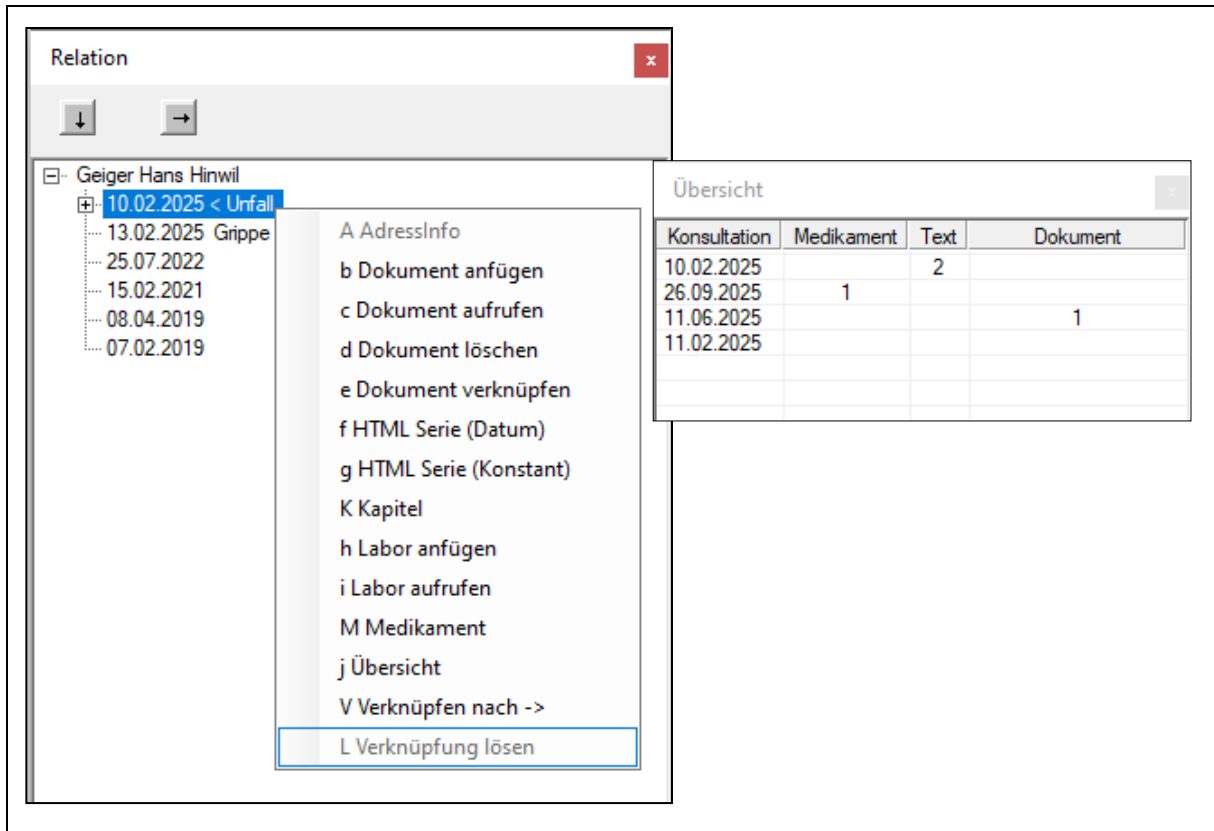 Relation
x
↓ →
Geiger Hans Hinwil
10.02.2025 < Unfall
13.02.2025 Grippe
25.07.2022
15.02.2021
08.04.2019
07.02.2019
A AdressInfo
b Dokument anfügen
c Dokument aufrufen
d Dokument löschen
e Dokument verknüpfen
f HTML Serie (Datum)
g HTML Serie (Konstant)
K Kapitel
h Labor anfügen
i Labor aufrufen
M Medikament
j Übersicht
V Verknüpfen nach ->
L Verknüpfung lösen
Übersicht
x
Konsultation Medikament Text Dokument
10.02.2025 2
26.09.2025 1
11.06.2025 1
11.02.2025